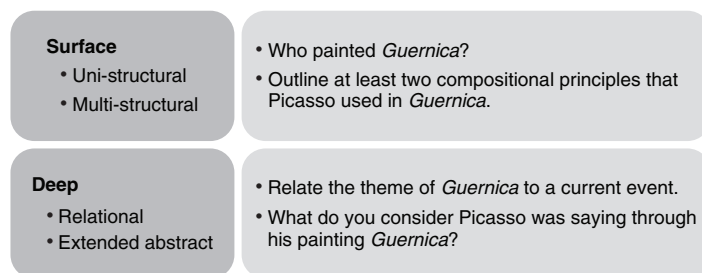 Surface
• Uni-structural
• Multi-structural
• Who painted Guernica?
• Outline at least two compositional principles that
Picasso used in Guernica.
Deep
• Relational
• Extended abstract
• Relate the theme of Guernica to a current event.
• What do you consider Picasso was saying through
his painting Guernica?